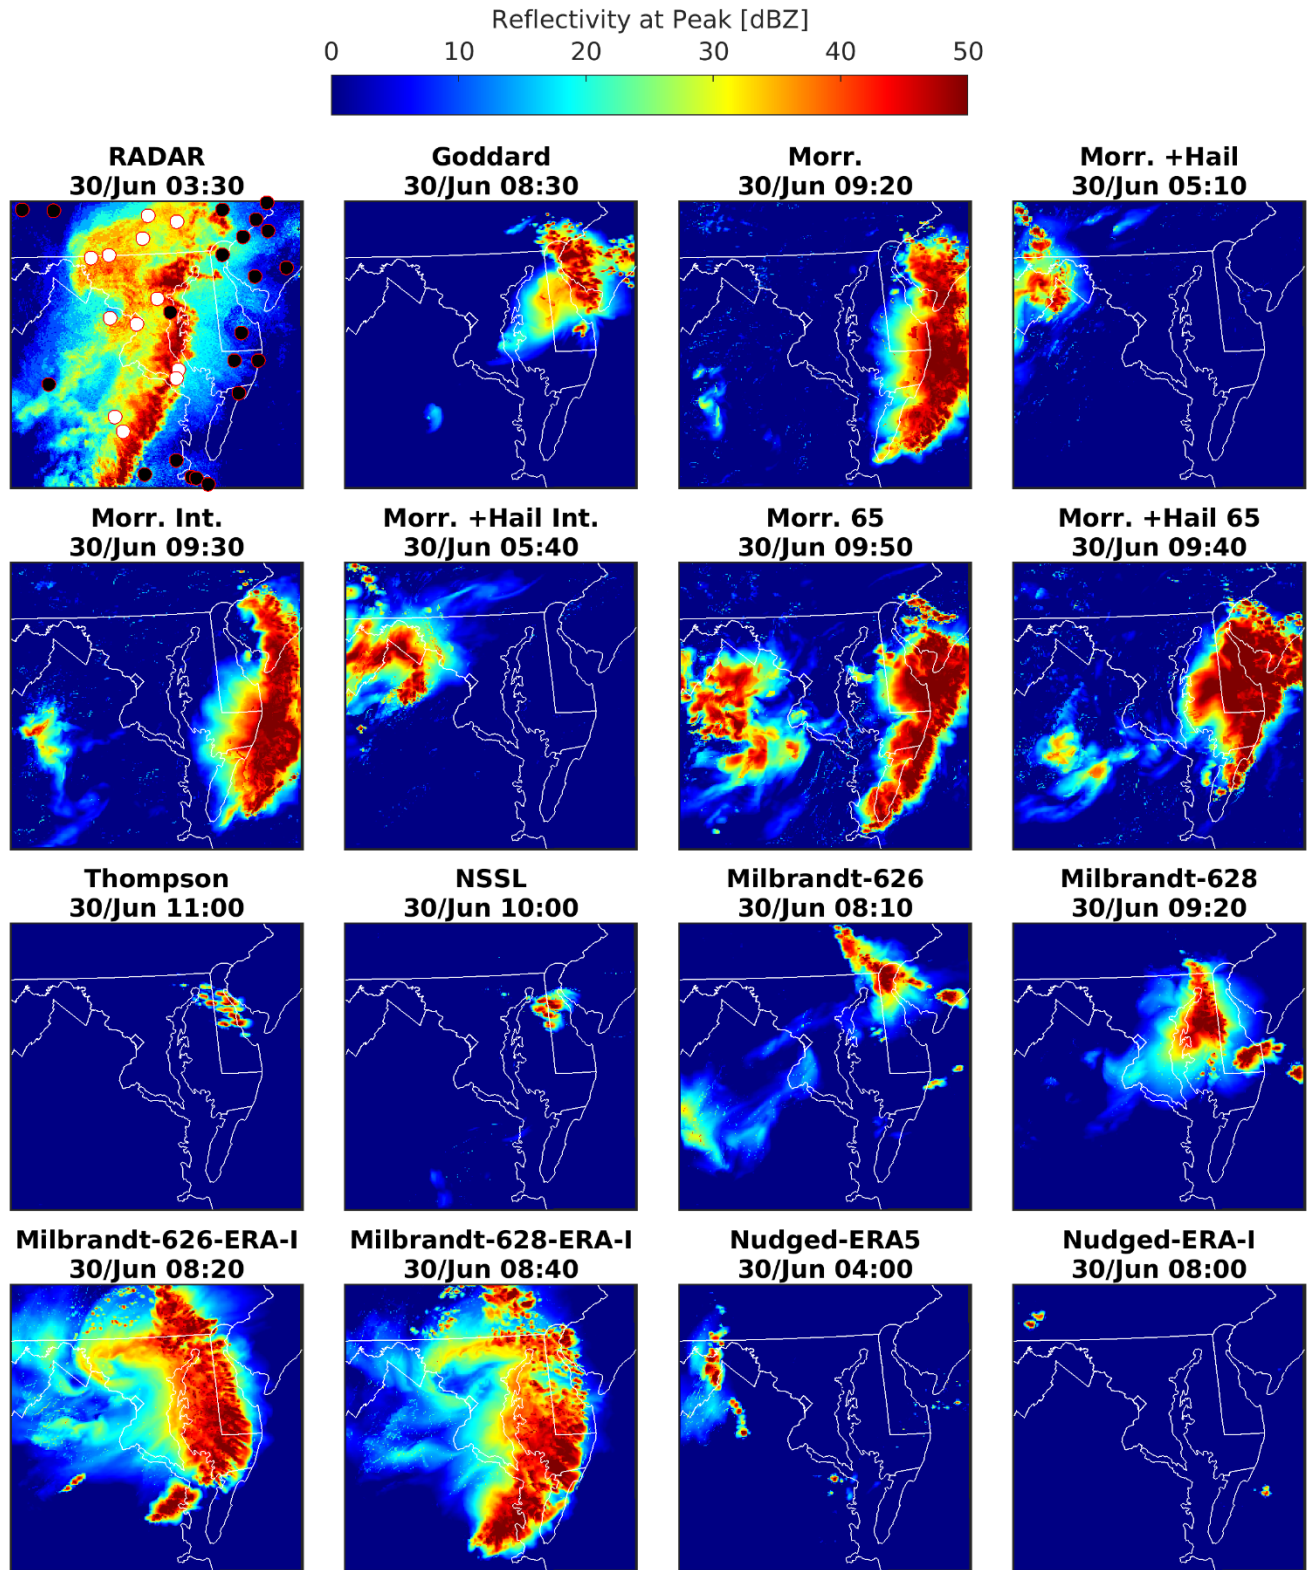 Reflectivity at Peak [dBZ]
0 10 20 30 40 50
RADAR Goddard Morr. Morr. +Hail
30/Jun 03:30 30/Jun 08:30 30/Jun 09:20 30/Jun 05:10
Morr. Int. Morr. +Hail Int. Morr. 65 Morr. +Hail 65
30/Jun 09:30 30/Jun 05:40 30/Jun 09:50 30/Jun 09:40
Thompson NSSL Milbrandt-626 Milbrandt-628
30/Jun 11:00 30/Jun 10:00 30/Jun 08:10 30/Jun 09:20
Milbrandt-626-ERA-I Milbrandt-628-ERA-I Nudged-ERA5 Nudged-ERA-I
30/Jun 08:20 30/Jun 08:40 30/Jun 04:00 30/Jun 08:00